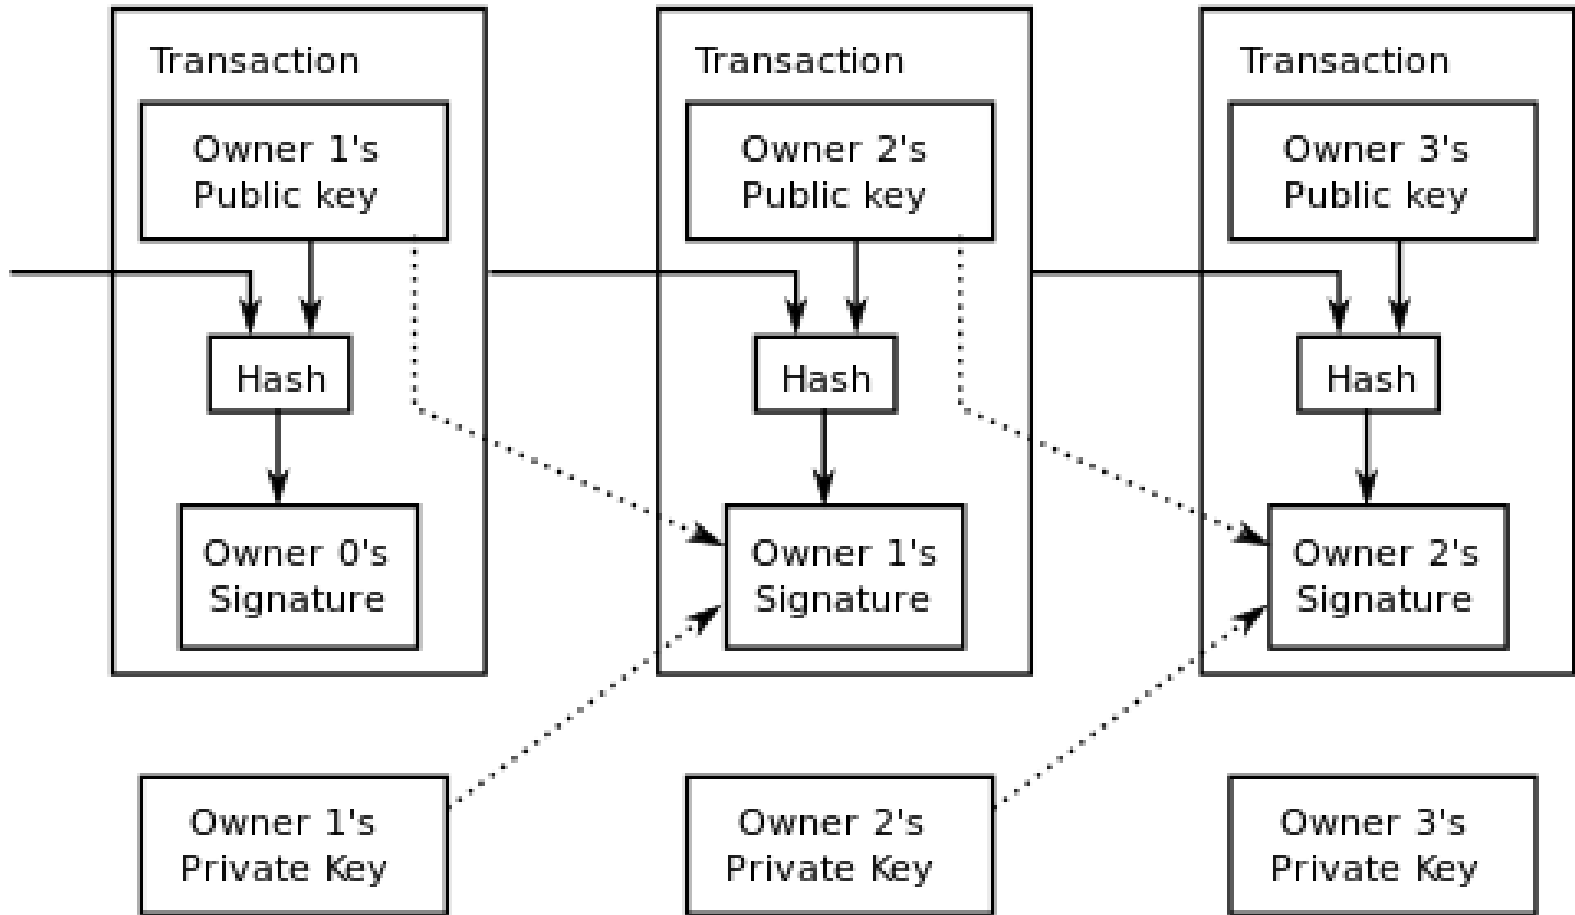 Transaction
Owner 1's
Public key
Hash
Owner 0's
Signature
Transaction
Owner 2's
Public key
Hash
Owner 1's
Signature
Transaction
Owner 3's
Public key
Hash
Owner 2's
Signature
Owner 1's
Private Key
Owner 2's
Private Key
Owner 3's
Private Key